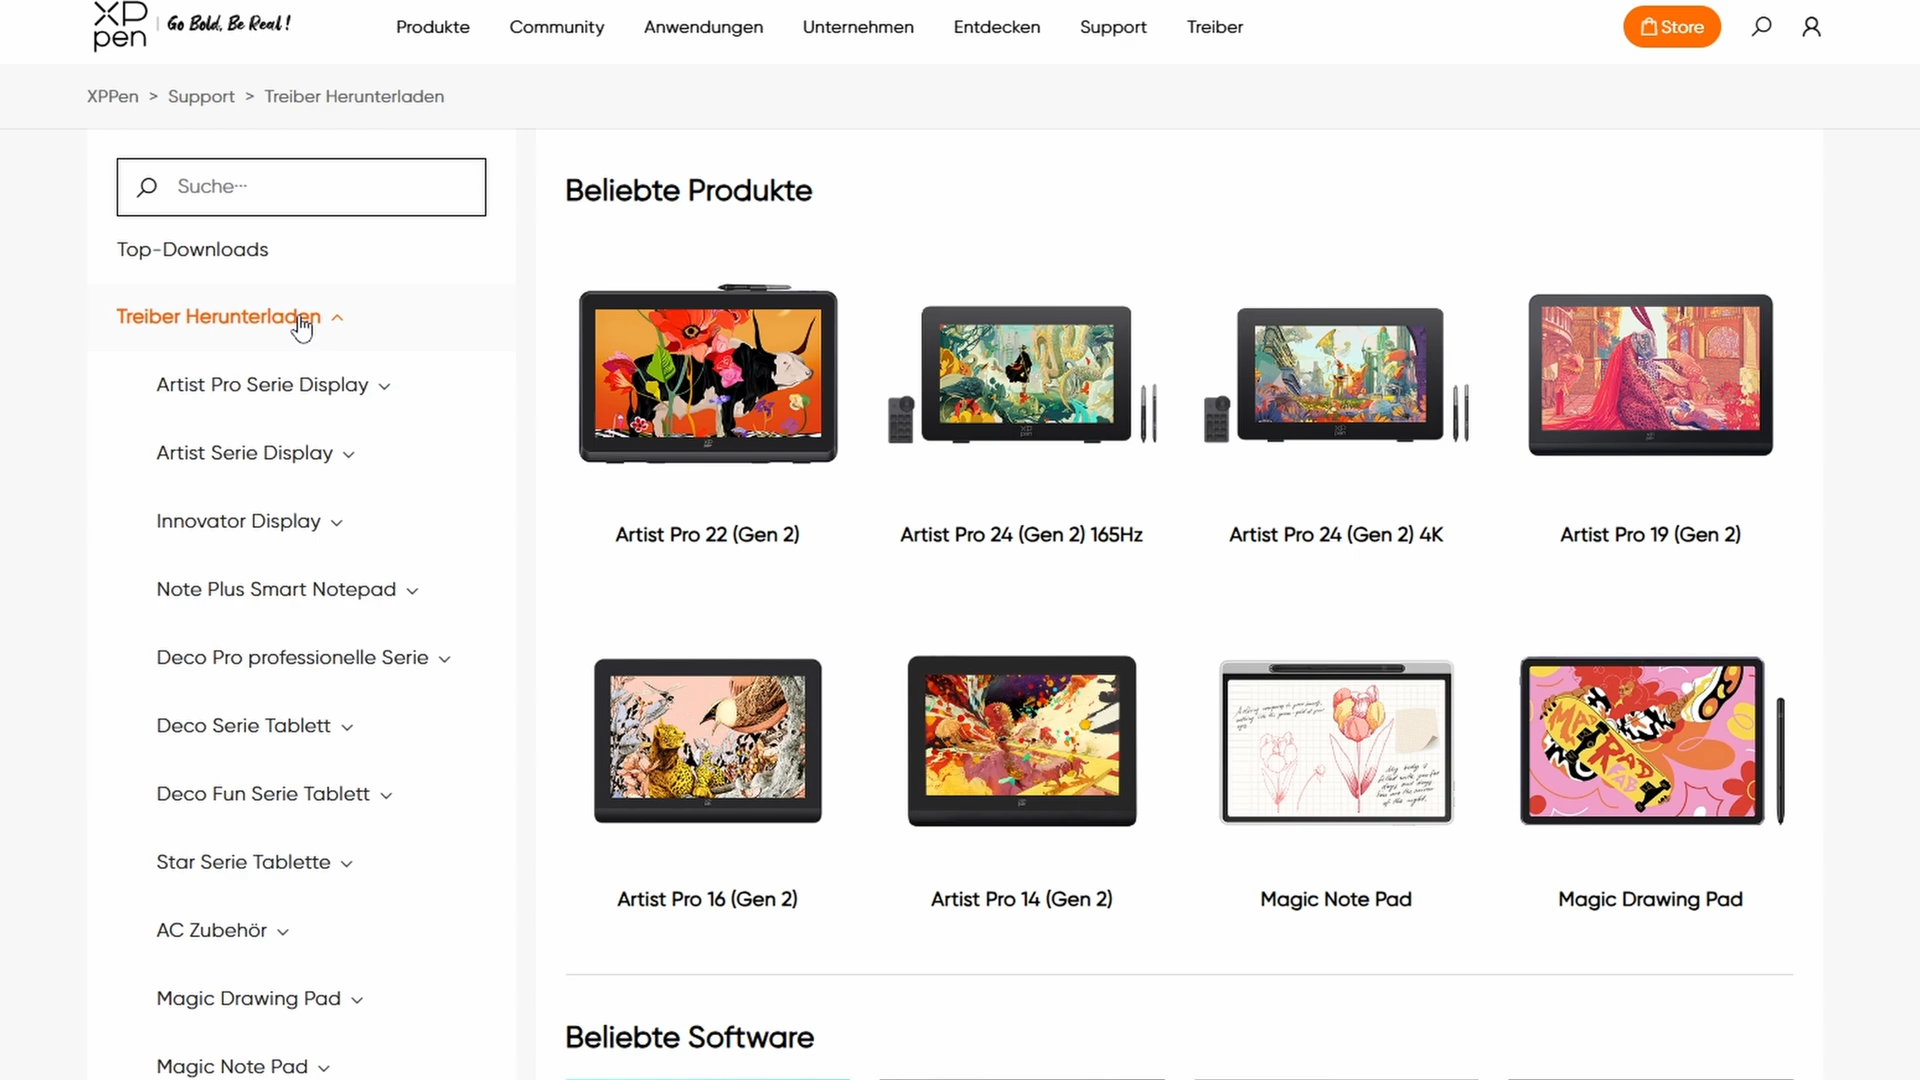 XP
pen
Go Bold, Be Real!
Produkte
Community
Anwendungen
Unternehmen
Entdecken
Support
Treiber
Store
XPPen > Support > Treiber Herunterladen
Suche···
Top-Downloads
Treiber Herunterladen
Artist Pro Serie Display
Artist Serie Display
Innovator Display
Note Plus Smart Notepad
Deco Pro professionelle Serie
Deco Serie Tablett
Deco Fun Serie Tablett
Star Serie Tablette
AC Zubehör
Magic Drawing Pad
Magic Note Pad
Beliebte Produkte
Artist Pro 22 (Gen 2)
Artist Pro 24 (Gen 2) 165Hz
Artist Pro 24 (Gen 2) 4K
Artist Pro 19 (Gen 2)
MAD
RAD
FAB
Artist Pro 16 (Gen 2)
Artist Pro 14 (Gen 2)
Magic Note Pad
Magic Drawing Pad
Beliebte Software